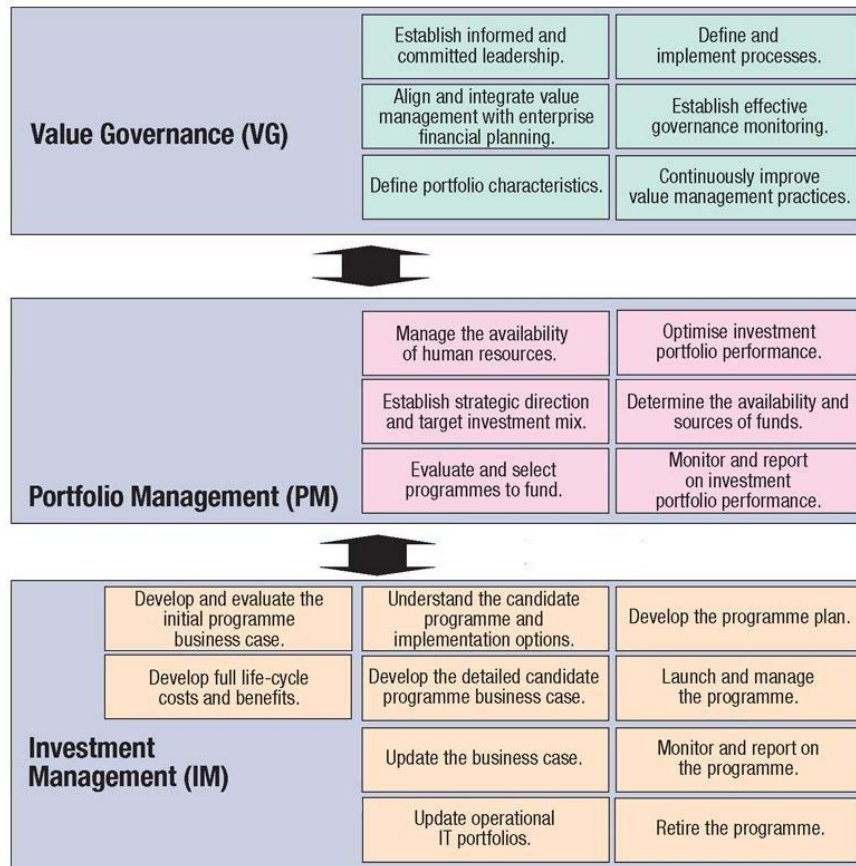 Value Governance (VG)
Establish informed and
committed leadership.
Define and
implement processes.
Align and integrate value
management with enterprise
financial planning.
Establish effective
governance monitoring.
Define portfolio characteristics.
Continuously improve
value management practices.
Portfolio Management (PM)
Manage the availability
of human resources.
Optimise investment
portfolio performance.
Establish strategic direction
and target investment mix.
Determine the availability and
sources of funds.
Evaluate and select
programmes to fund.
Monitor and report
on investment
portfolio performance.
Investment
Management (IM)
Develop and evaluate the
initial programme
business case.
Understand the candidate
programme and
implementation options.
Develop the programme plan.
Develop full life-cycle
costs and benefits.
Develop the detailed candidate
programme business case.
Launch and manage
the programme.
Update the business case.
Monitor and report on
the programme.
Update operational
IT portfolios.
Retire the programme.